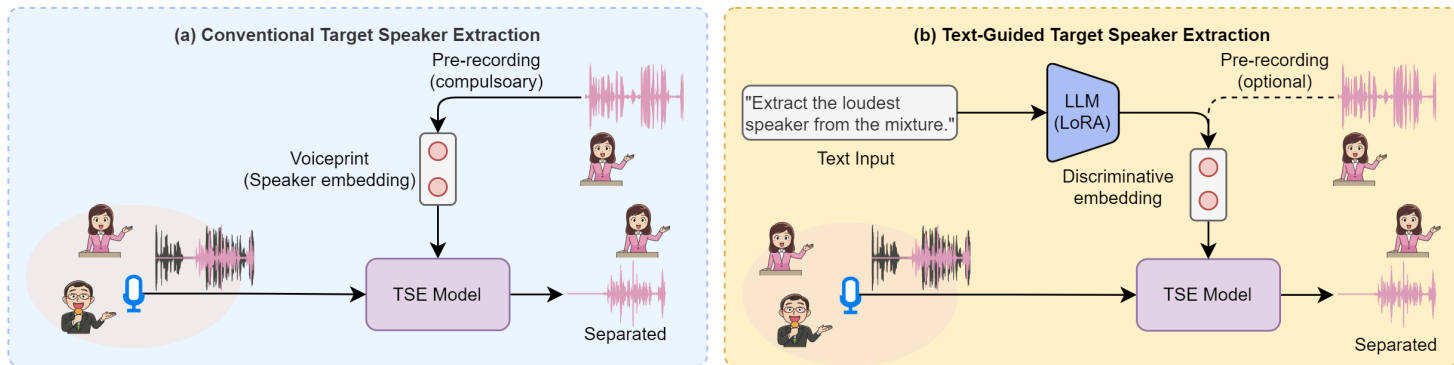 (a) Conventional Target Speaker Extraction
Pre-recording
(compulsoary)
Voiceprint
(Speaker embedding)
TSE Model
Separated
(b) Text-Guided Target Speaker Extraction
"Extract the loudest
speaker from the mixture."
Text Input
LLM
(LoRA)
Pre-recording
(optional)
Discriminative
embedding
TSE Model
Separated